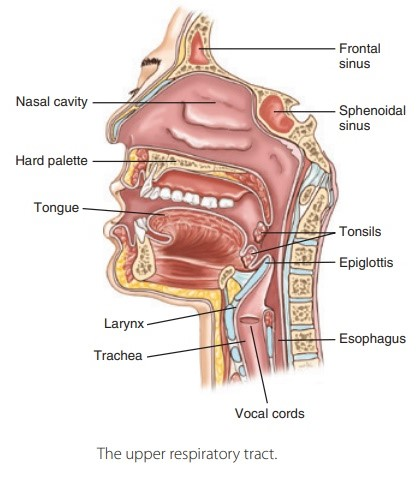 Frontal
sinus
Nasal cavity
Sphenoidal
sinus
Hard palette
Tongue
Tonsils
Epiglottis
Larynx
Trachea
Esophagus
Vocal cords
The upper respiratory tract.